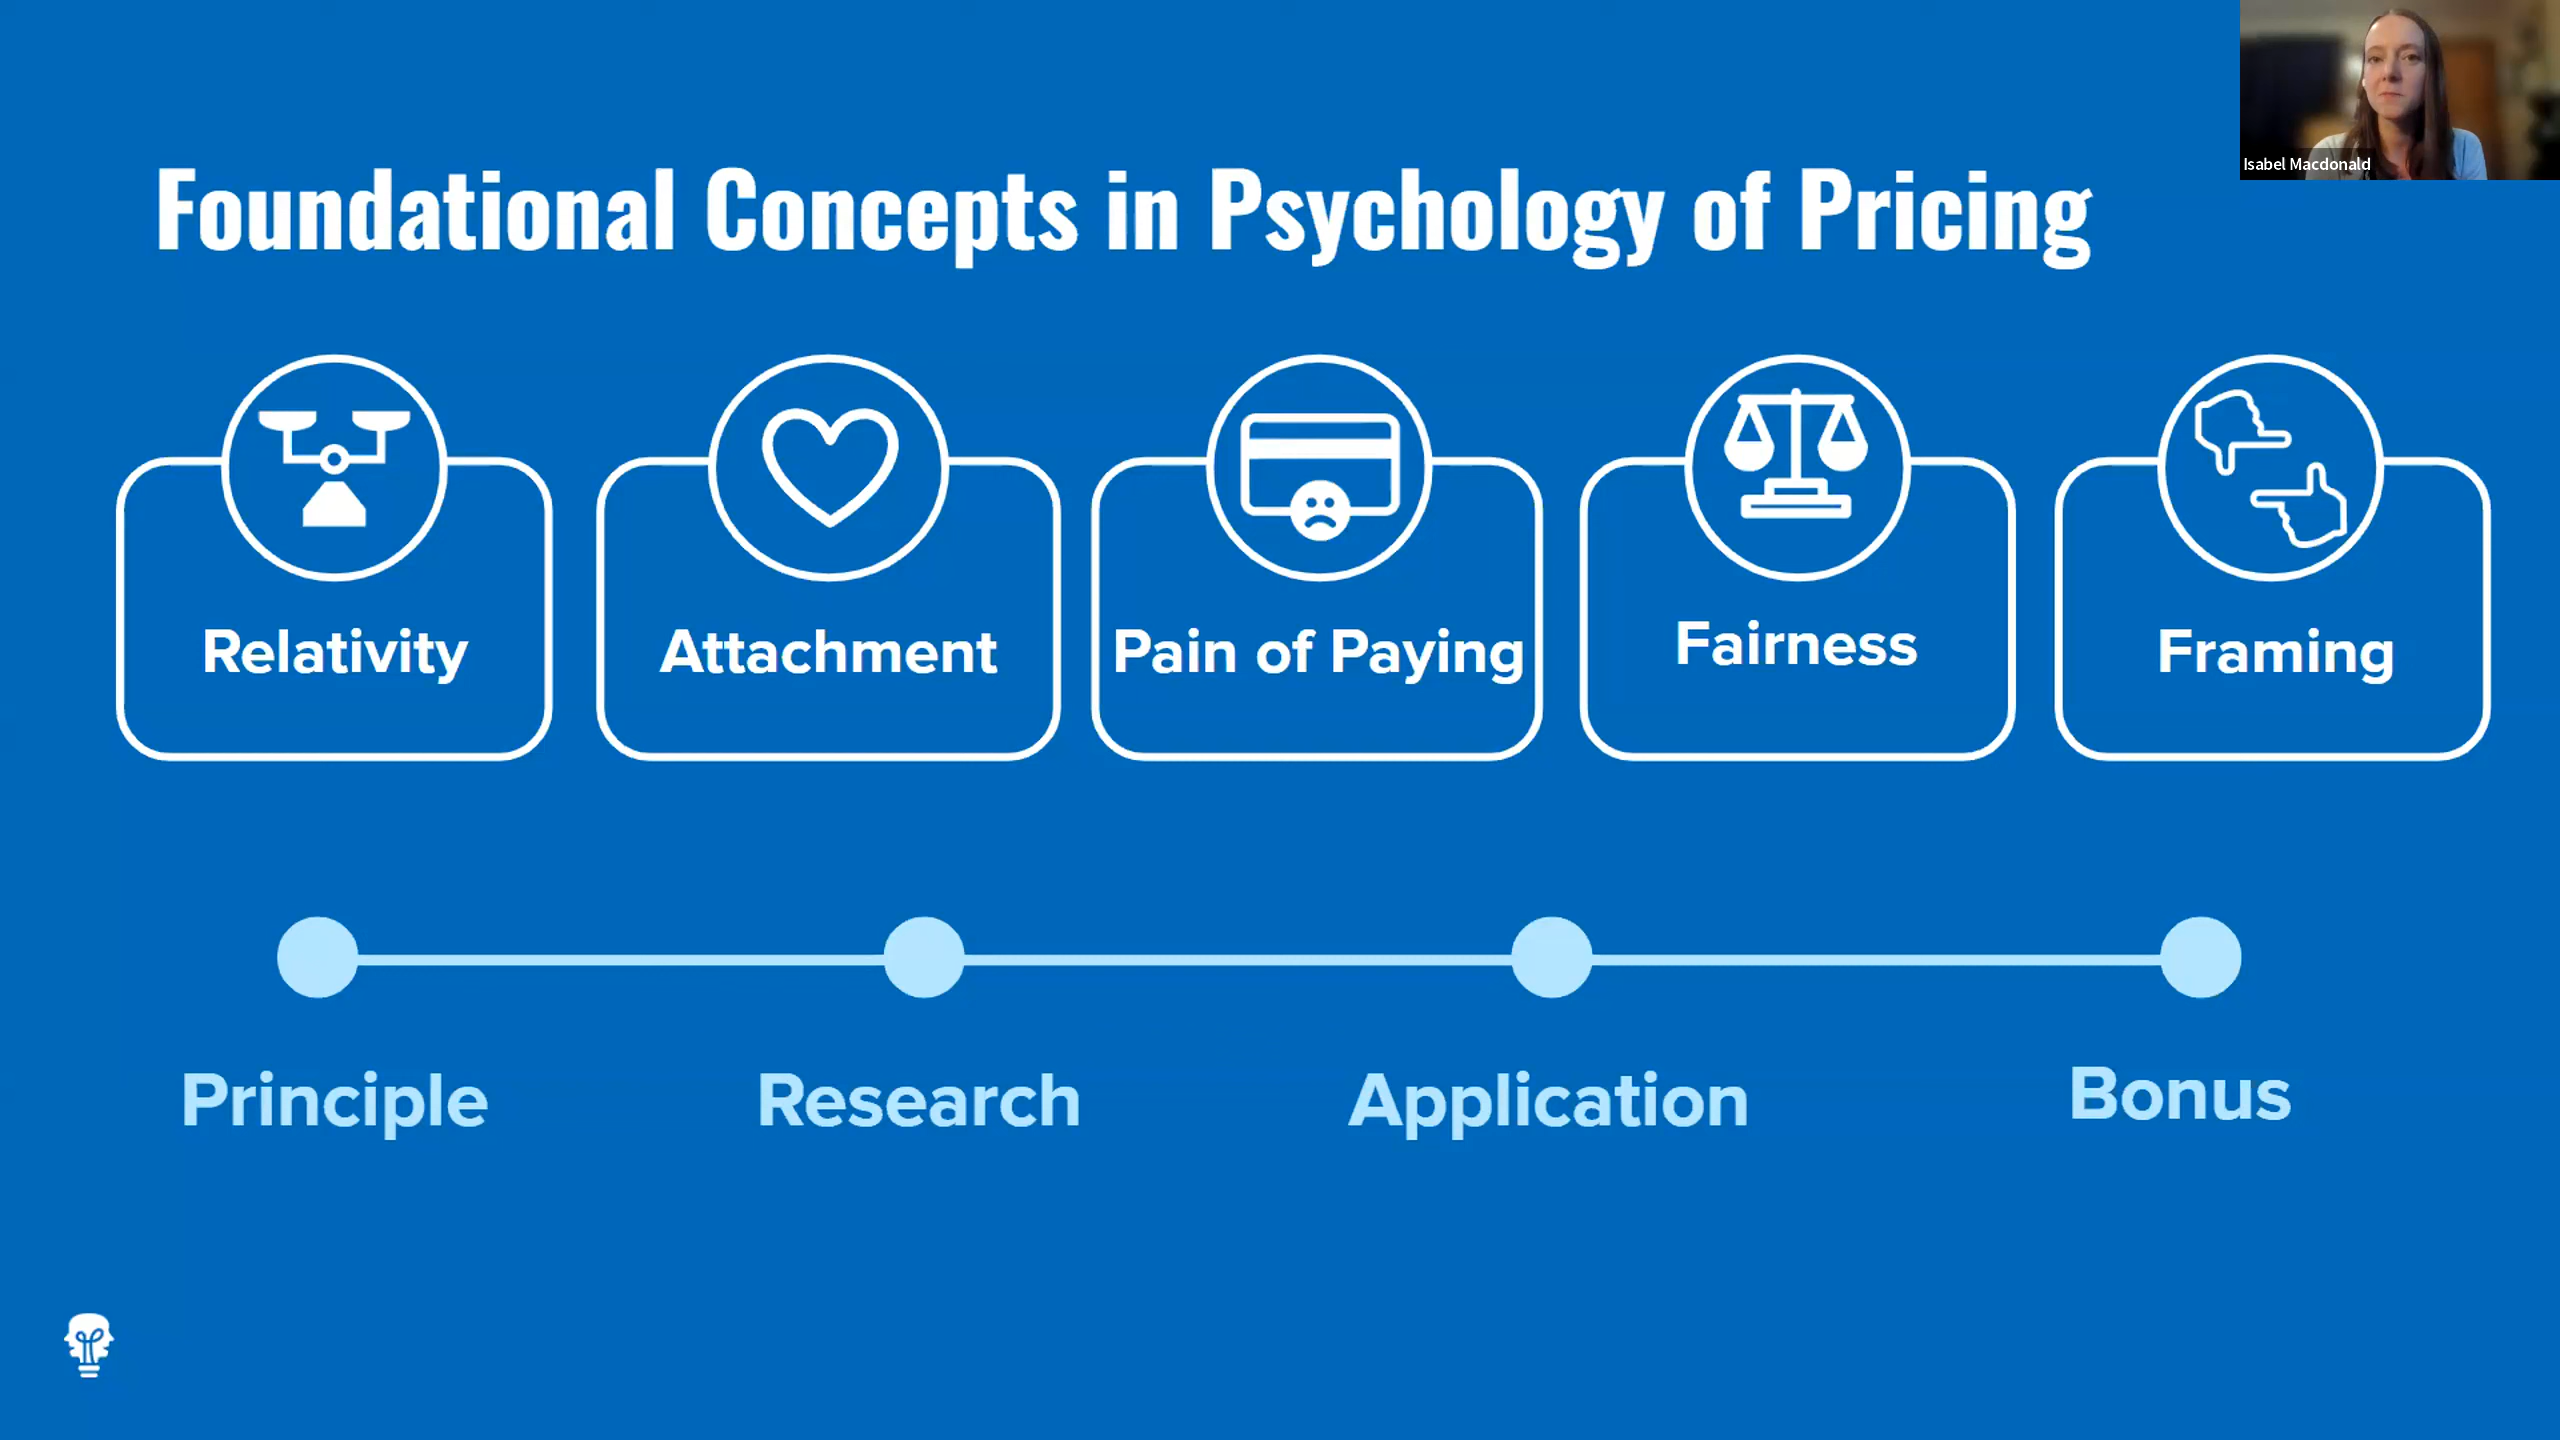 Isabel Macdonald
Foundational Concepts in Psychology of Pricing
Relativity
Attachment
Pain of Paying
Fairness
Framing
Principle
Research
Application
Bonus